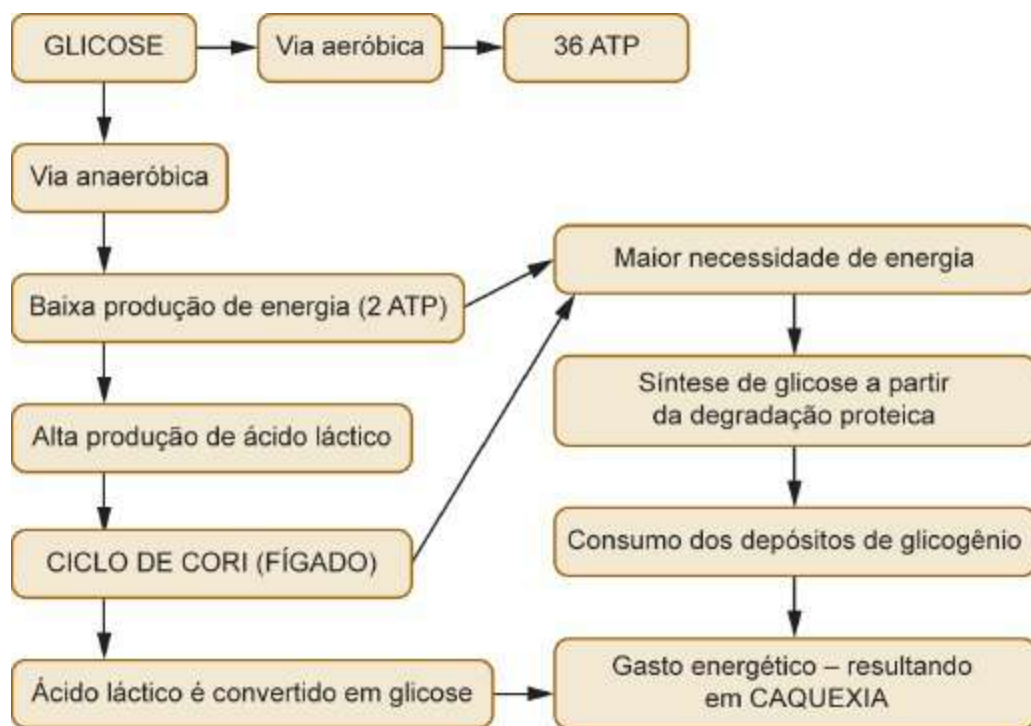 GLICOSE
Via aeróbica
36 ATP
Via anaeróbica
Baixa produção de energia (2 ATP)
Alta produção de ácido láctico
CICLO DE CORI (FÍGADO)
Ácido láctico é convertido em glicose
Maior necessidade de energia
Síntese de glicose a partir
da degradação proteica
Consumo dos depósitos de glicogênio
Gasto energético – resultando
em CAQUEXIA